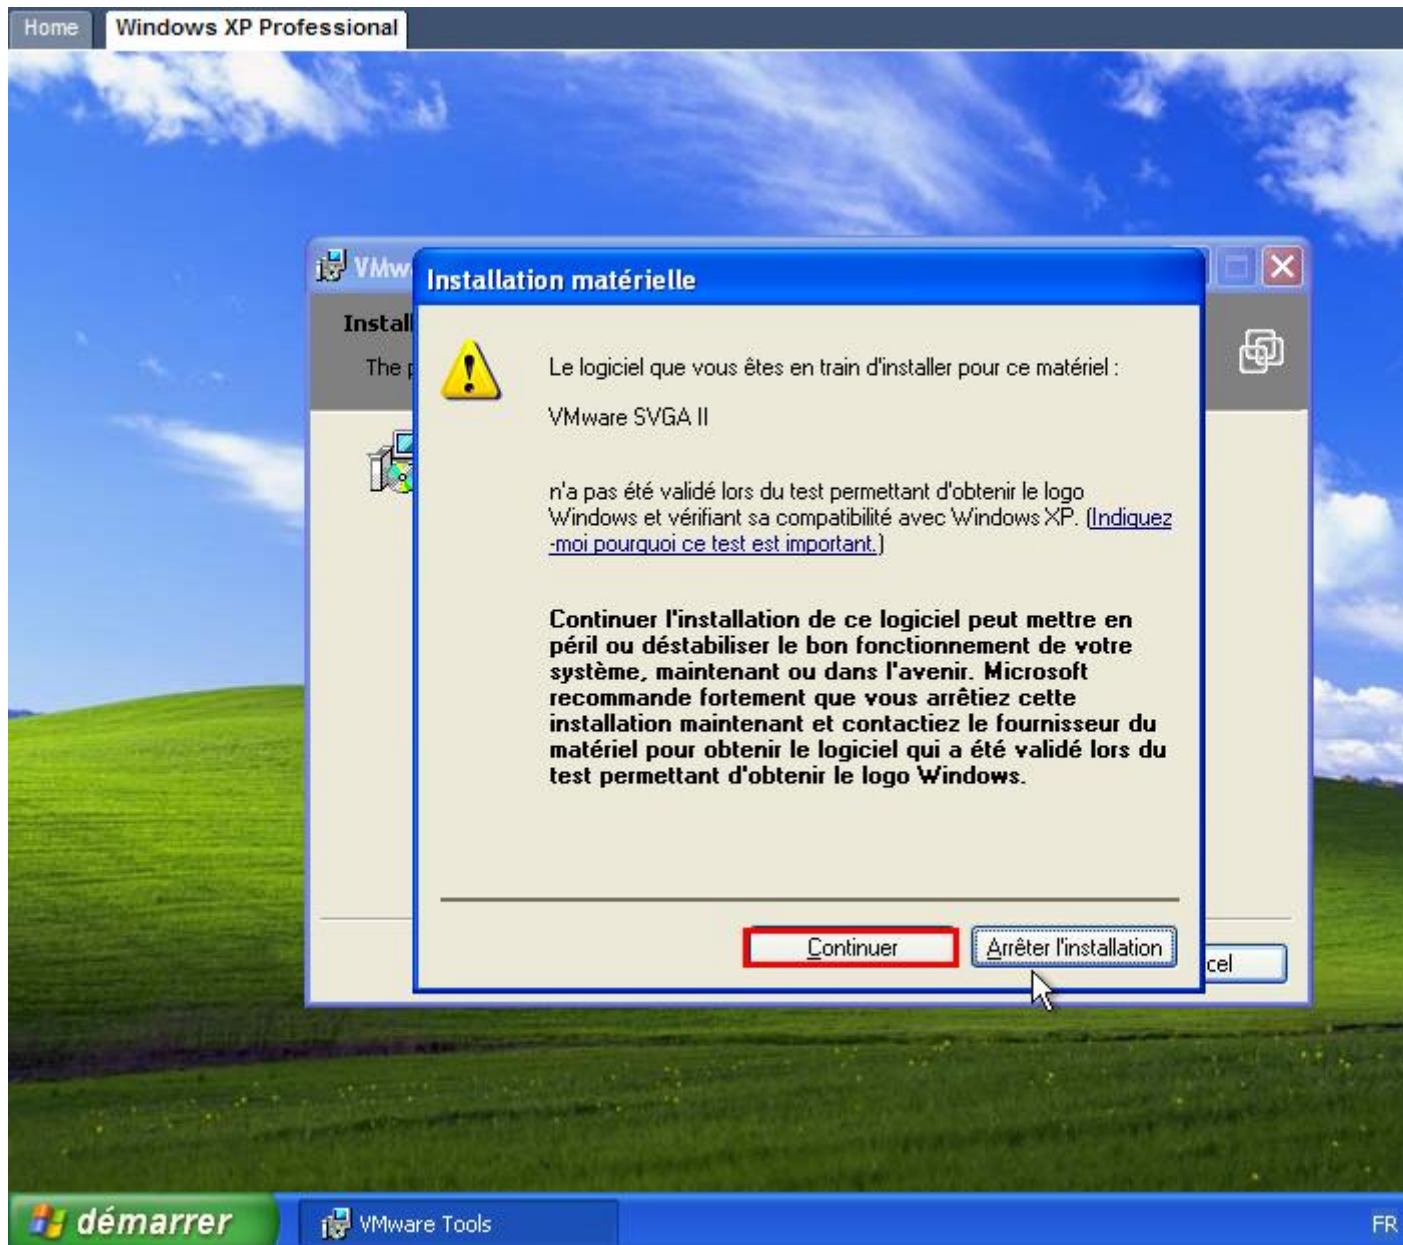 Home
Windows XP Professional
VMw
Installation matérielle
Install
The p
Le logiciel que vous êtes en train d'installer pour ce matériel :
VMware SVGA II
n'a pas été validé lors du test permettant d'obtenir le logo
Windows et vérifiant sa compatibilité avec Windows XP. (Indiquez
-moi pourquoi ce test est important.)
Continuer l'installation de ce logiciel peut mettre en
péril ou déstabiliser le bon fonctionnement de votre
système, maintenant ou dans l'avenir. Microsoft
recommande fortement que vous arrêtiez cette
installation maintenant et contactiez le fournisseur du
matériel pour obtenir le logiciel qui a été validé lors du
test permettant d'obtenir le logo Windows.
Continuer
Arrêter l'installation
cel
démarrer
VMware Tools
FR